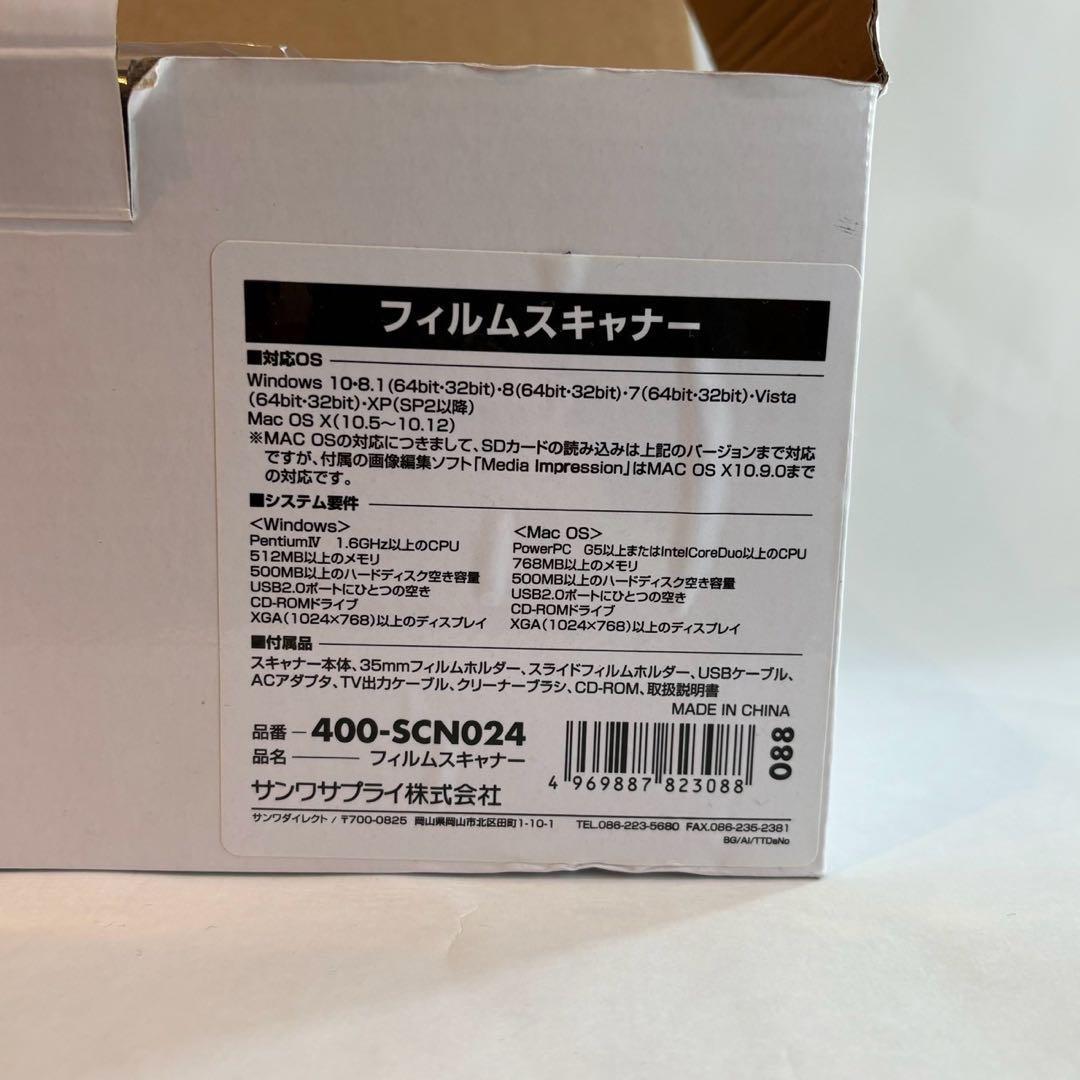 フィルムスキャナー
■対応OS
Windows 10・8.1(64bit・32bit)・8(64bit・32bit)・7(64bit・32bit)・Vista
(64bit・32bit)・XP(SP2以降)
Mac OS X(10.5〜10.12)
※MAC OSの対応につきまして、SDカードの読み込みは上記のバージョンまで対応
ですが、付属の画像編集ソフト「Media Impression」はMAC OS X10.9.0まで
の対応です。
■システム要件
<Windows>
PentiumⅣ 1.6GHz以上のCPU
512MB以上のメモリ
500MB以上のハードディスク空き容量
USB2.0ポートにひとつの空き
CD-ROMドライブ
XGA(1024×768)以上のディスプレイ
<Mac OS>
PowerPC G5以上またはIntelCoreDuo以上のCPU
768MB以上のメモリ
500MB以上のハードディスク空き容量
USB2.0ポートにひとつの空き
CD-ROMドライブ
XGA(1024×768)以上のディスプレイ
■付属品
スキャナー本体、35mmフィルムホルダー、スライドフィルムホルダー、USBケーブル、
ACアダプタ、TV出力ケーブル、クリーナーブラシ、CD-ROM、取扱説明書
MADE IN CHINA
品番 400-SCN024
品名 フィルムスキャナー
サンワサプライ株式会社
4 969887 823088
088
サンワダイレクト / 〒700-0825 岡山県岡山市北区田町1-10-1 TEL.086-223-5680 FAX.086-235-2381
BG/AI/TTDaNo